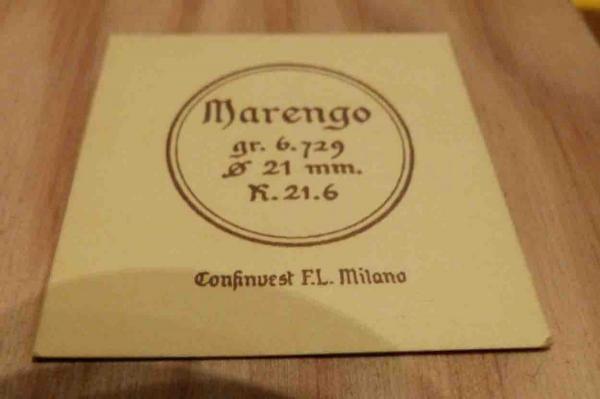 Marengo
gr. 6.729
Ø 21 mm.
K. 21.6
Confinvest F.L. Milano